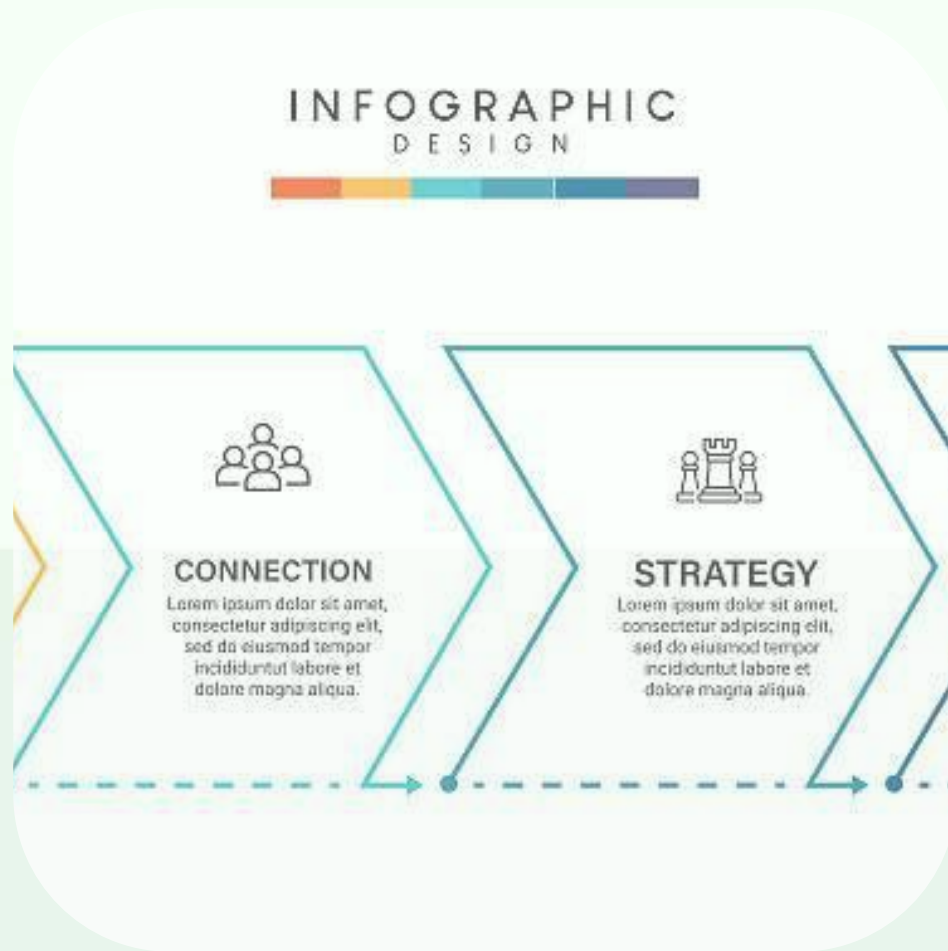 INFOGRAPHIC
DESIGN
CONNECTION
Lorem ipsum dolor sit amet,
consectetur adipiscing elit,
sed do eiusmod tempor
incididuntut labore et
dolore magna aliqua.
STRATEGY
Lorem ipsum dolor sit amet,
consectetur adipiscing elit,
sed do eiusmod tempor
incididuntut labore et
dolore magna aliqua.